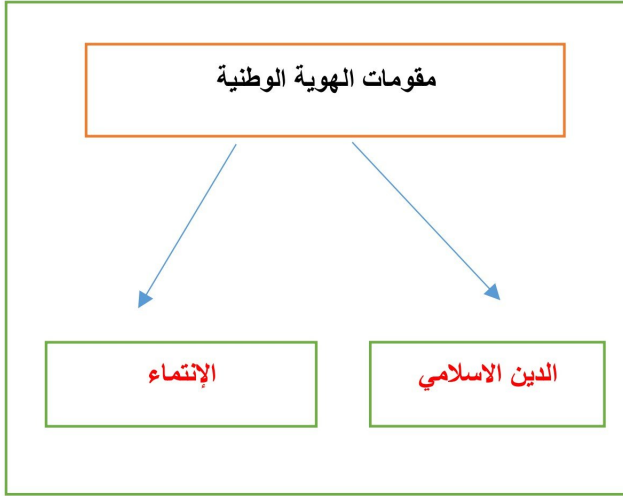 مقومات الهوية الوطنية
الدين الاسلامي
الإنتماء